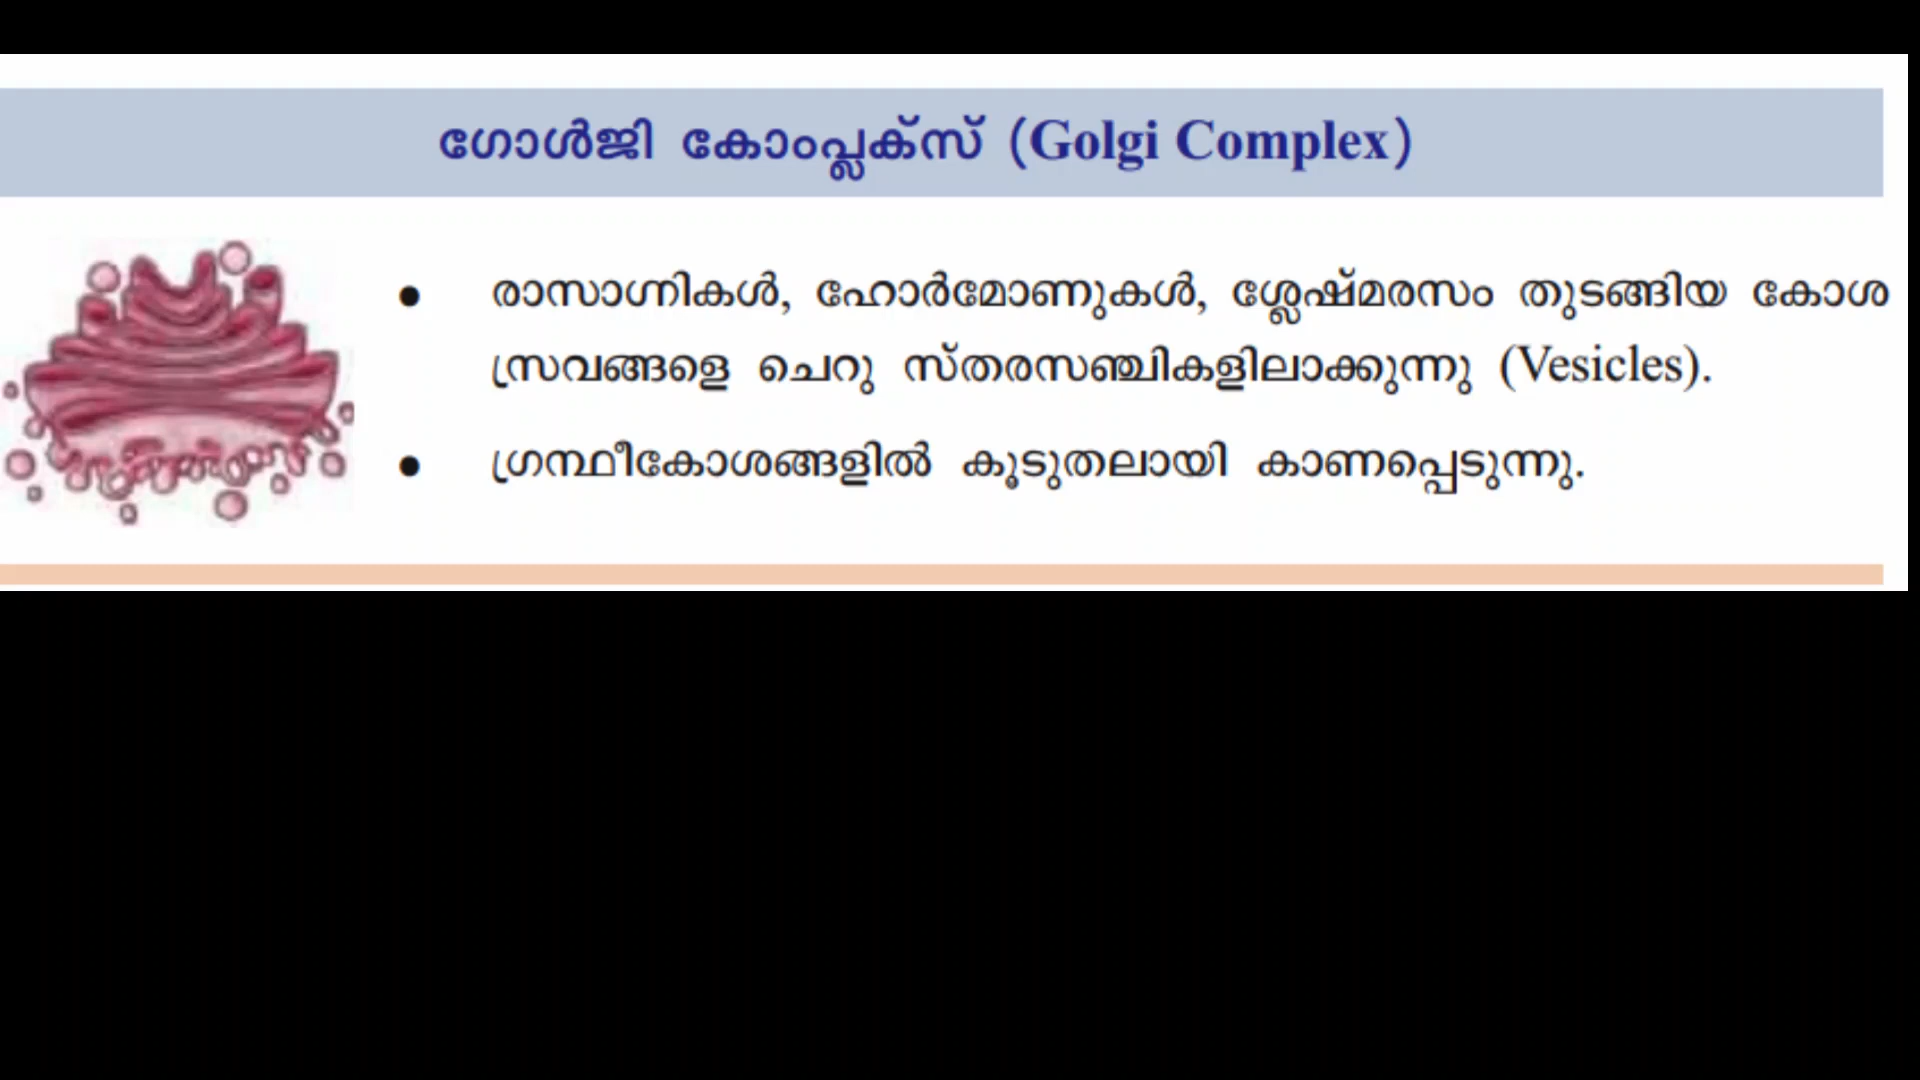 ഗോൾജി കോംപ്ലക്സ് (Golgi Complex)
• രാസാഗ്നികൾ, ഹോർമോണുകൾ, ശ്ലേഷ്മരസം തുടങ്ങിയ കോശ
സ്രവങ്ങളെ ചെറു സ്തരസഞ്ചികളിലാക്കുന്നു (Vesicles).
• ഗ്രന്ഥീകോശങ്ങളിൽ കൂടുതലായി കാണപ്പെടുന്നു.